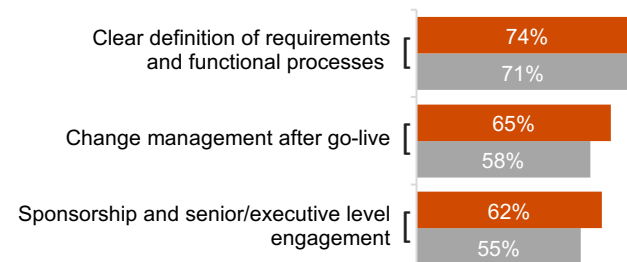 Clear definition of requirements
and functional processes
74%
71%
Change management after go-live
65%
58%
Sponsorship and senior/executive level
engagement
62%
55%